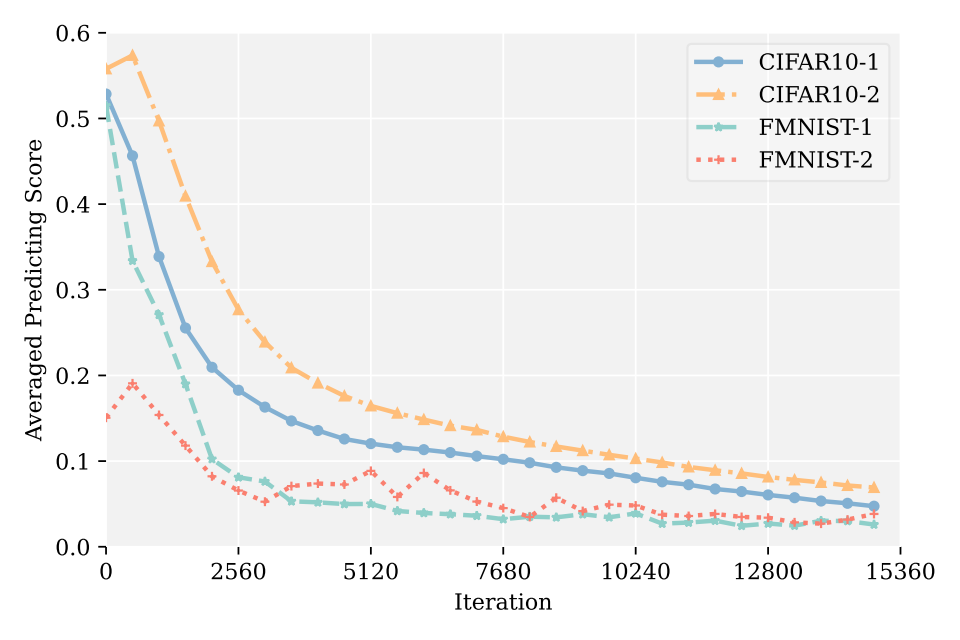 0.6
0.5
0.4
0.3
0.2
0.1
0.0
Averaged Predicting Score
CIFAR10-1
CIFAR10-2
FMNIST-1
FMNIST-2
0 2560 5120 7680 10240 12800 15360
Iteration